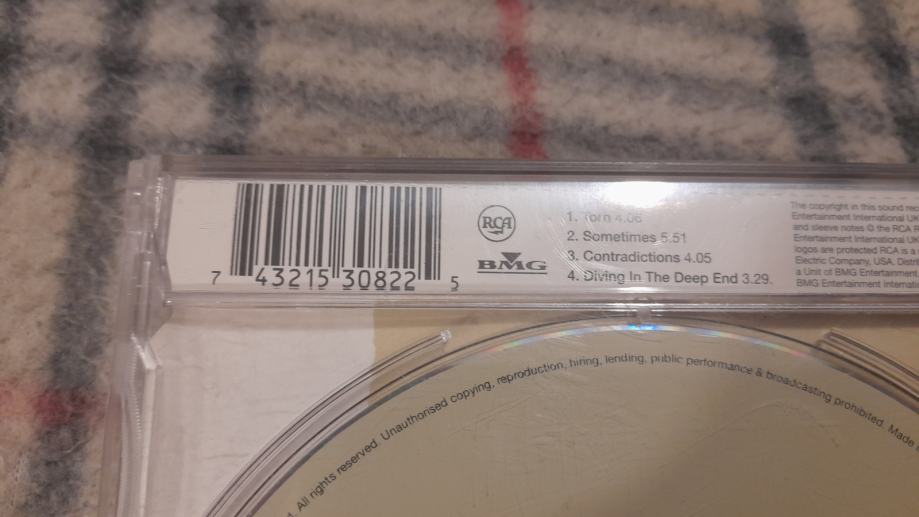 7 43215 30822 5
RCA
BMG
1. Torn 4.06
2. Sometimes 5.51
3. Contradictions 4.05
4. Diving In The Deep End 3.29.
The copyright in this sound rec
Entertainment International U
and sleeve notes © the RCA R
Entertainment International U
logos are protected RCA is a
Electric Company, USA. Distri
a Unit of BMG Entertainment
BMG Entertainment Internati
d. All rights reserved. Unauthorised copying, reproduction, hiring, lending, public performance & broadcasting prohibited. Made